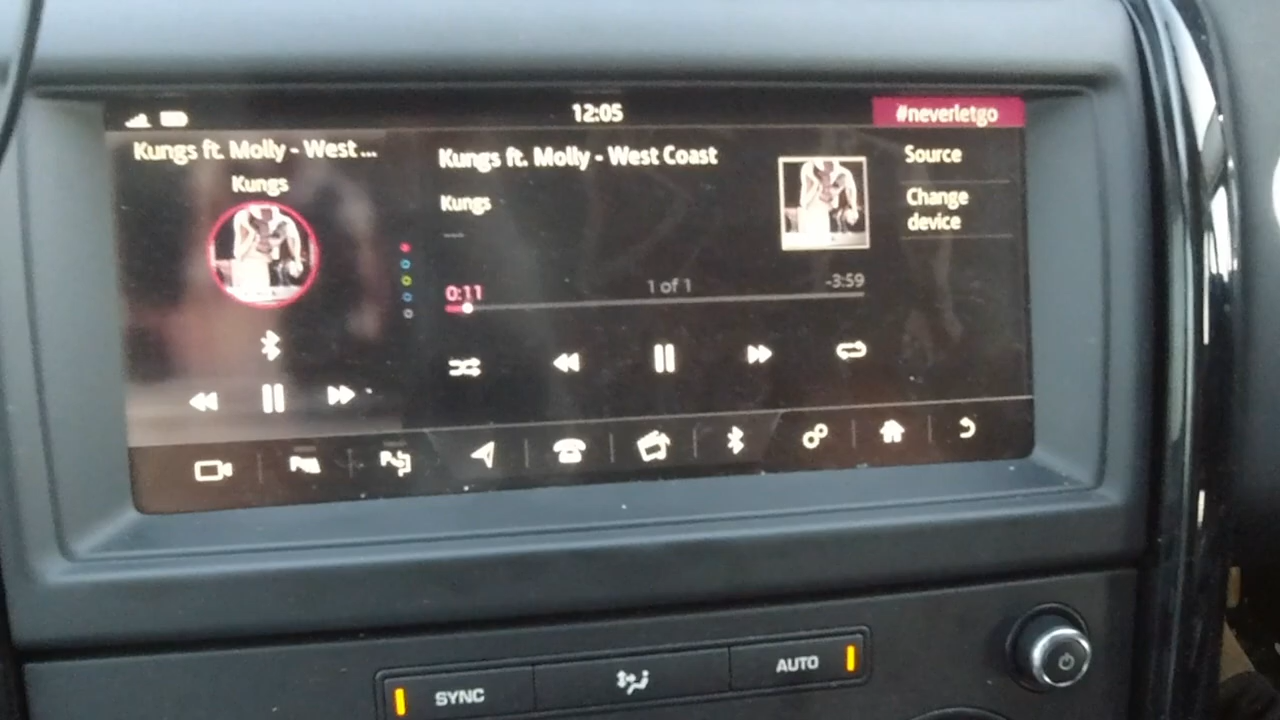 12:05
#neverletgo
Kungs ft. Molly - West ...
Kungs
Kungs ft. Molly - West Coast
Kungs
0:11
1 of 1
-3:59
Source
Change
device
SYNC
AUTO